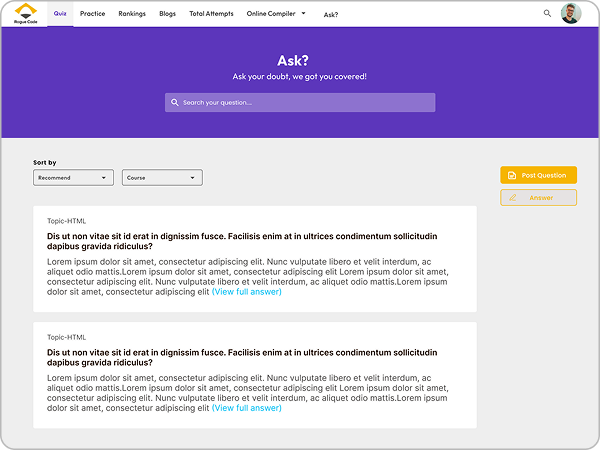 Rogue Code
Quiz
Practice
Rankings
Blogs
Total Attempts
Online Compiler
Ask?
Ask?
Ask your doubt, we got you covered!
Search your question...
Sort by
Recommend
Course
Post Question
Answer
Topic-HTML
Dis ut non vitae sit id erat in dignissim fusce. Facilisis enim at in ultrices condimentum sollicitudin
dapibus gravida ridiculus?
Lorem ipsum dolor sit amet, consectetur adipiscing elit. Nunc vulputate libero et velit interdum, ac
aliquet odio mattis.Lorem ipsum dolor sit amet, consectetur adipiscing elit Lorem ipsum dolor sit amet,
consectetur adipiscing elit. Nunc vulputate libero et velit interdum, ac aliquet odio mattis.Lorem ipsum
dolor sit amet, consectetur adipiscing elit (View full answer)
Topic-HTML
Dis ut non vitae sit id erat in dignissim fusce. Facilisis enim at in ultrices condimentum sollicitudin
dapibus gravida ridiculus?
Lorem ipsum dolor sit amet, consectetur adipiscing elit. Nunc vulputate libero et velit interdum, ac
aliquet odio mattis.Lorem ipsum dolor sit amet, consectetur adipiscing elit Lorem ipsum dolor sit amet,
consectetur adipiscing elit. Nunc vulputate libero et velit interdum, ac aliquet odio mattis.Lorem ipsum
dolor sit amet, consectetur adipiscing elit (View full answer)